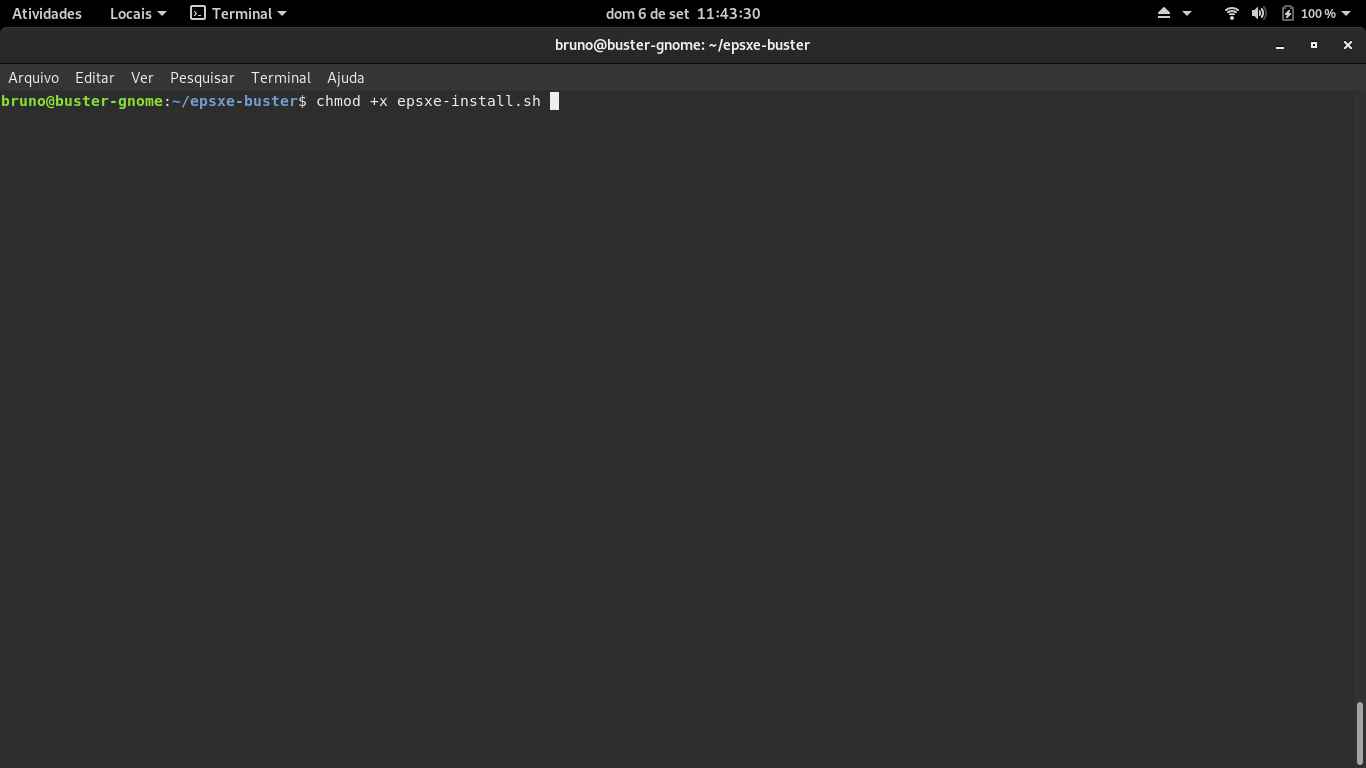 Atividades Locais Terminal dom 6 de set 11:43:30 100 %
bruno@buster-gnome: ~/epsxe-buster
Arquivo Editar Ver Pesquisar Terminal Ajuda
bruno@buster-gnome:~/epsxe-buster$ chmod +x epsxe-install.sh